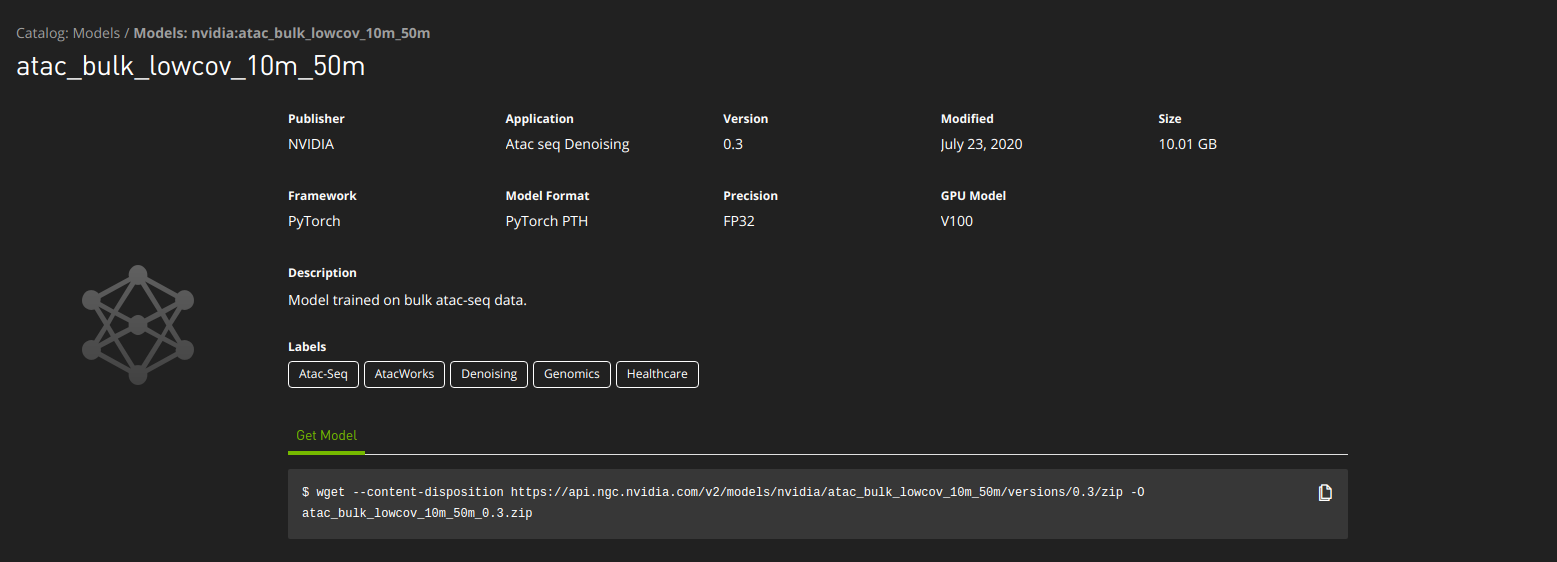 Catalog: Models / Models: nvidia:atac_bulk_lowcov_10m_50m
atac_bulk_lowcov_10m_50m
Publisher Application Version Modified Size
NVIDIA Atac seq Denoising 0.3 July 23, 2020 10.01 GB
Framework Model Format Precision GPU Model
PyTorch PyTorch PTH FP32 V100
Description
Model trained on bulk atac-seq data.
Labels
Atac-Seq AtacWorks Denoising Genomics Healthcare
Get Model
$ wget --content-disposition https://api.ngc.nvidia.com/v2/models/nvidia/atac_bulk_lowcov_10m_50m/versions/0.3/zip -O
atac_bulk_lowcov_10m_50m_0.3.zip